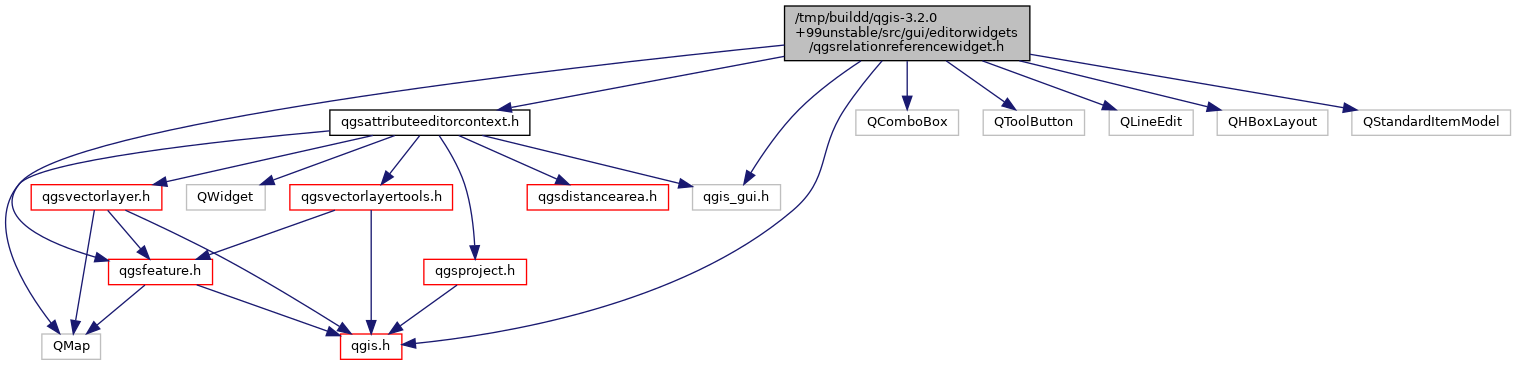 /tmp/buildd/qgis-3.2.0
+99unstable/src/gui/editorwidgets
/qgsrelationreferencewidget.h
qgsattributeeditorcontext.h
QComboBox
QToolButton
QLineEdit
QHBoxLayout
QStandardItemModel
qgsvectorlayer.h
QWidget
qgsvectorlayertools.h
qgsdistancearea.h
qgis_gui.h
qgsfeature.h
qgsproject.h
QMap
qgis.h